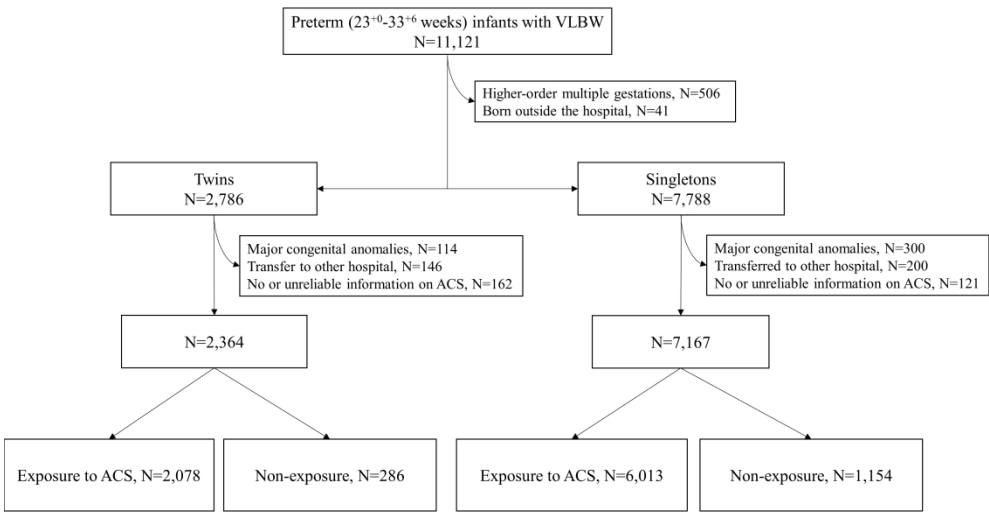 Preterm (23⁺⁰-33⁺⁶ weeks) infants with VLBW
N=11,121
Higher-order multiple gestations, N=506
Born outside the hospital, N=41
Twins
N=2,786
Singletons
N=7,788
Major congenital anomalies, N=114
Transfer to other hospital, N=146
No or unreliable information on ACS, N=162
Major congenital anomalies, N=300
Transferred to other hospital, N=200
No or unreliable information on ACS, N=121
N=2,364
N=7,167
Exposure to ACS, N=2,078
Non-exposure, N=286
Exposure to ACS, N=6,013
Non-exposure, N=1,154